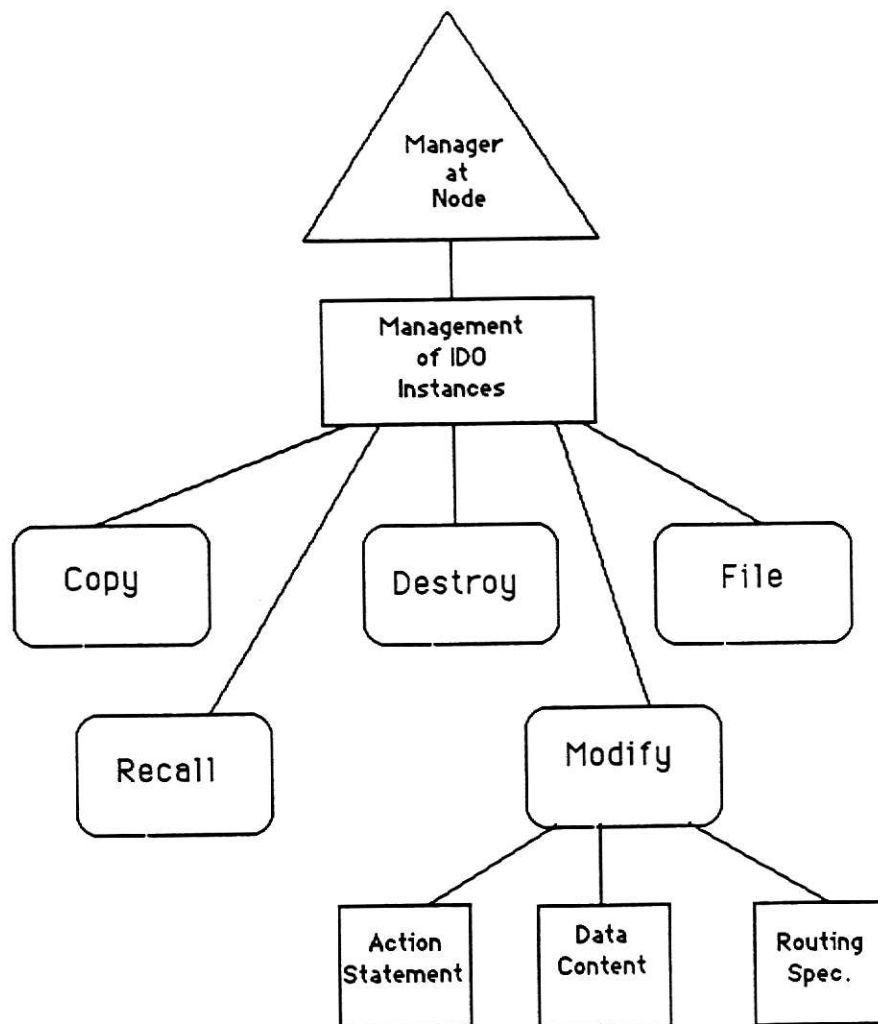 Manager
at
Node
Management
of IDO
Instances
Copy
Destroy
File
Recall
Modify
Action
Statement
Data
Content
Routing
Spec.